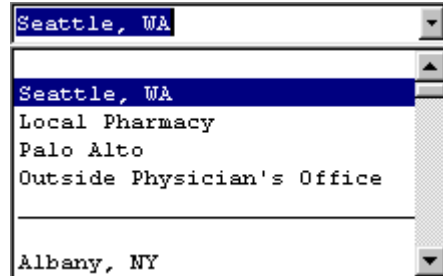 Seattle, WA
Seattle, WA
Local Pharmacy
Palo Alto
Outside Physician's Office
Albany, NY